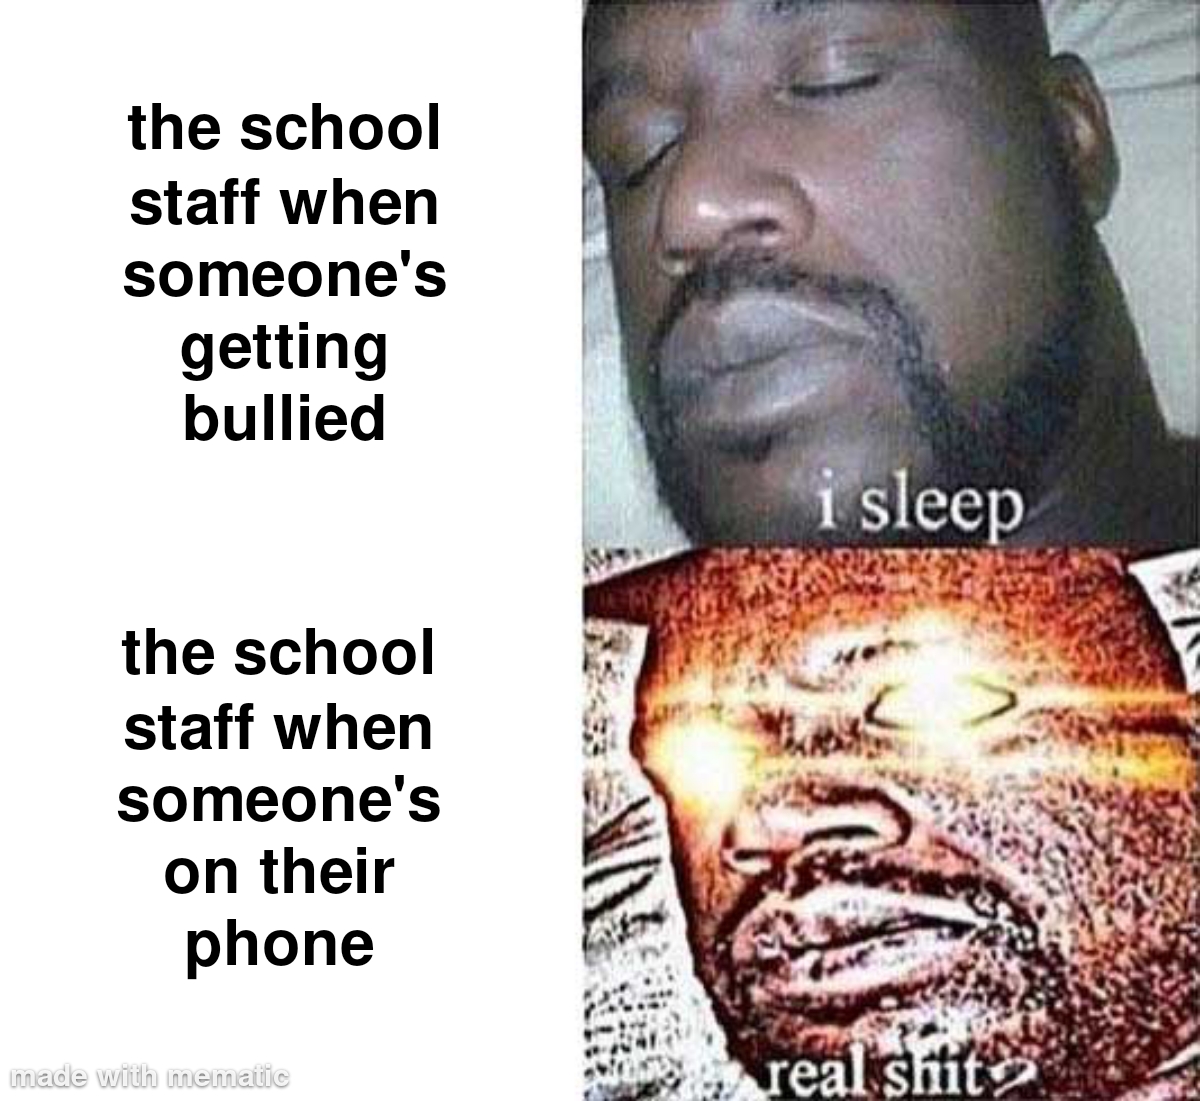 the school
staff when
someone's
getting
bullied
i sleep
the school
staff when
someone's
on their
phone
real shit?
made with mematic